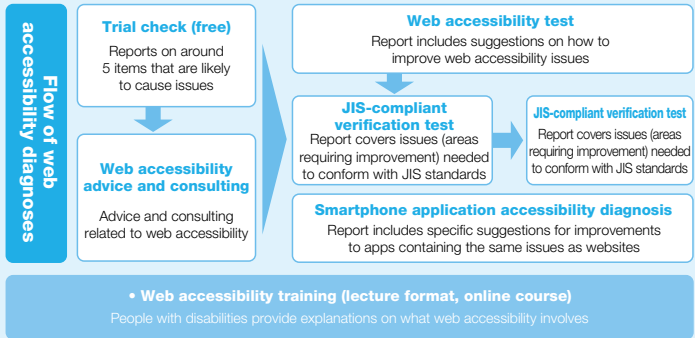 Flow of web
accessibility diagnoses
Trial check (free)
Reports on around
5 items that are likely
to cause issues
Web accessibility
advice and consulting
Advice and consulting
related to web accessibility
Web accessibility test
Report includes suggestions on how to
improve web accessibility issues
JIS-compliant
verification test
Report covers issues (areas
requiring improvement) needed
to conform with JIS standards
JIS-compliant verification test
Report covers issues (areas
requiring improvement) needed
to conform with JIS standards
Smartphone application accessibility diagnosis
Report includes specific suggestions for improvements
to apps containing the same issues as websites
• Web accessibility training (lecture format, online course)
People with disabilities provide explanations on what web accessibility involves